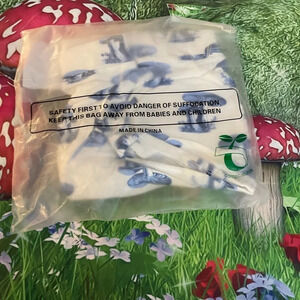 SAFETY FIRST TO AVOID DANGER OF SUFFOCATION
KEEP THIS BAG AWAY FROM BABIES AND CHILDREN
MADE IN CHINA